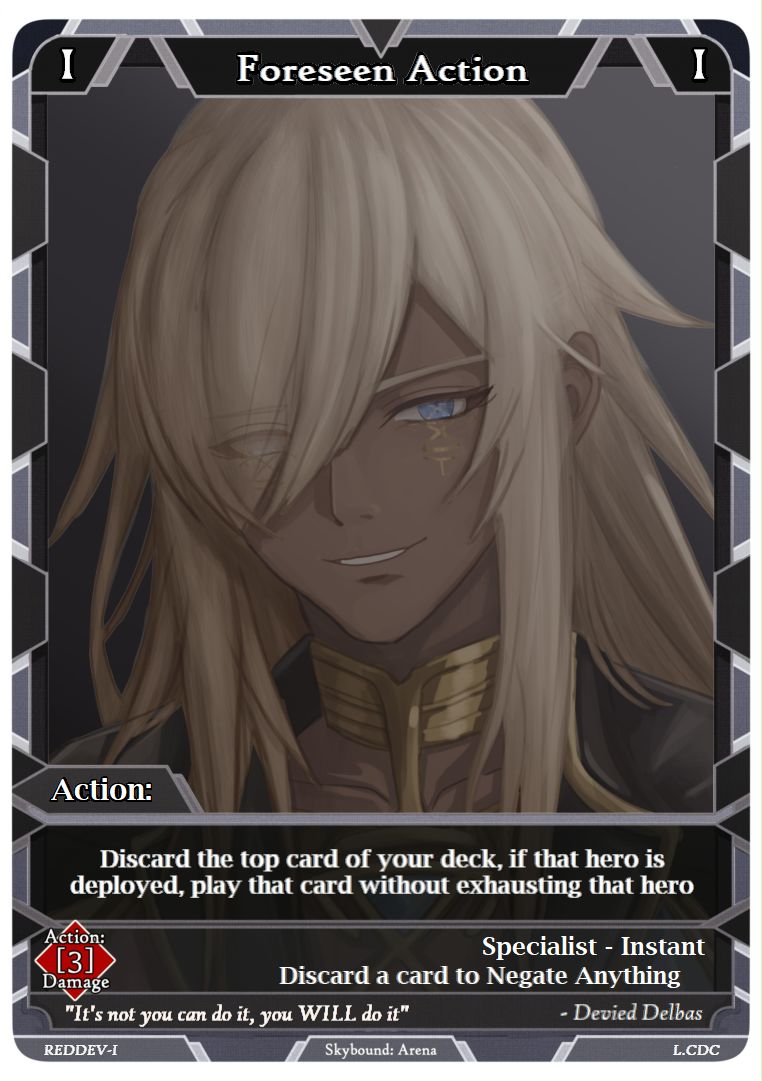 I Foreseen Action I
Action:
Discard the top card of your deck, if that hero is
deployed, play that card without exhausting that hero
Action:
[3]
Damage
Specialist - Instant
Discard a card to Negate Anything
"It's not you can do it, you WILL do it" - Devied Delbas
REDDEV-I Skybound: Arena L.CDC